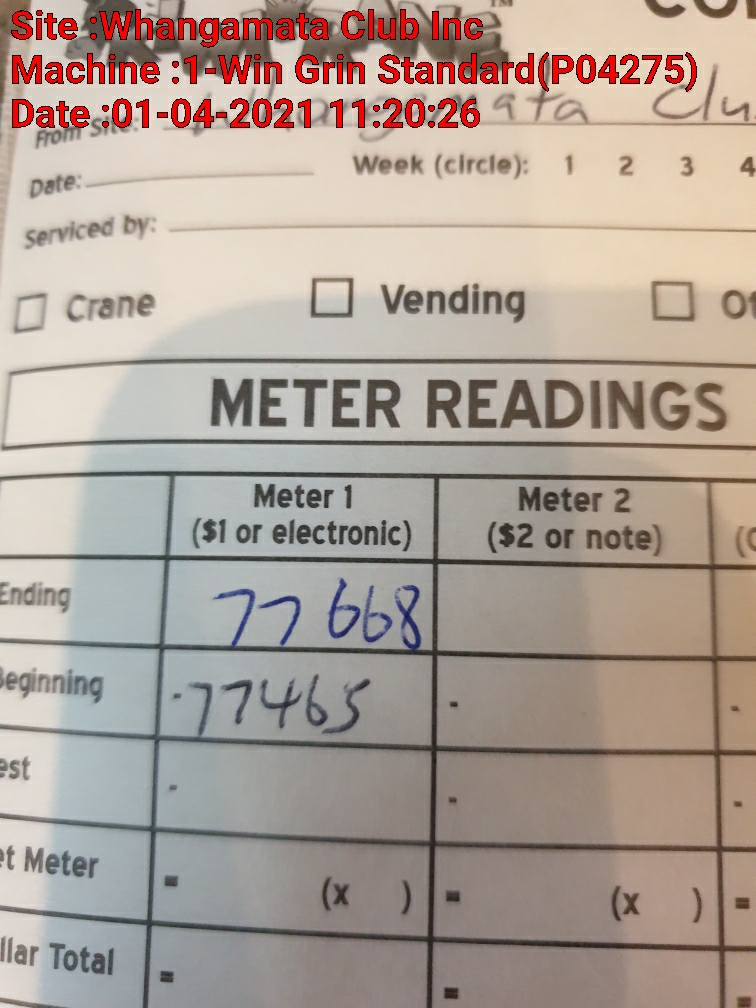 Site :Whangamata Club Inc
Machine :1-Win Grin Standard(P04275)
Date :01-04-2021 11:20:26
From Site:
Date: Week (circle): 1 2 3 4
Serviced by:
Crane Vending
METER READINGS
Meter 1 Meter 2
($1 or electronic) ($2 or note)
Ending 77668
Beginning -77465 - -
est - - -
et Meter = (x ) = (x ) =
llar Total = =